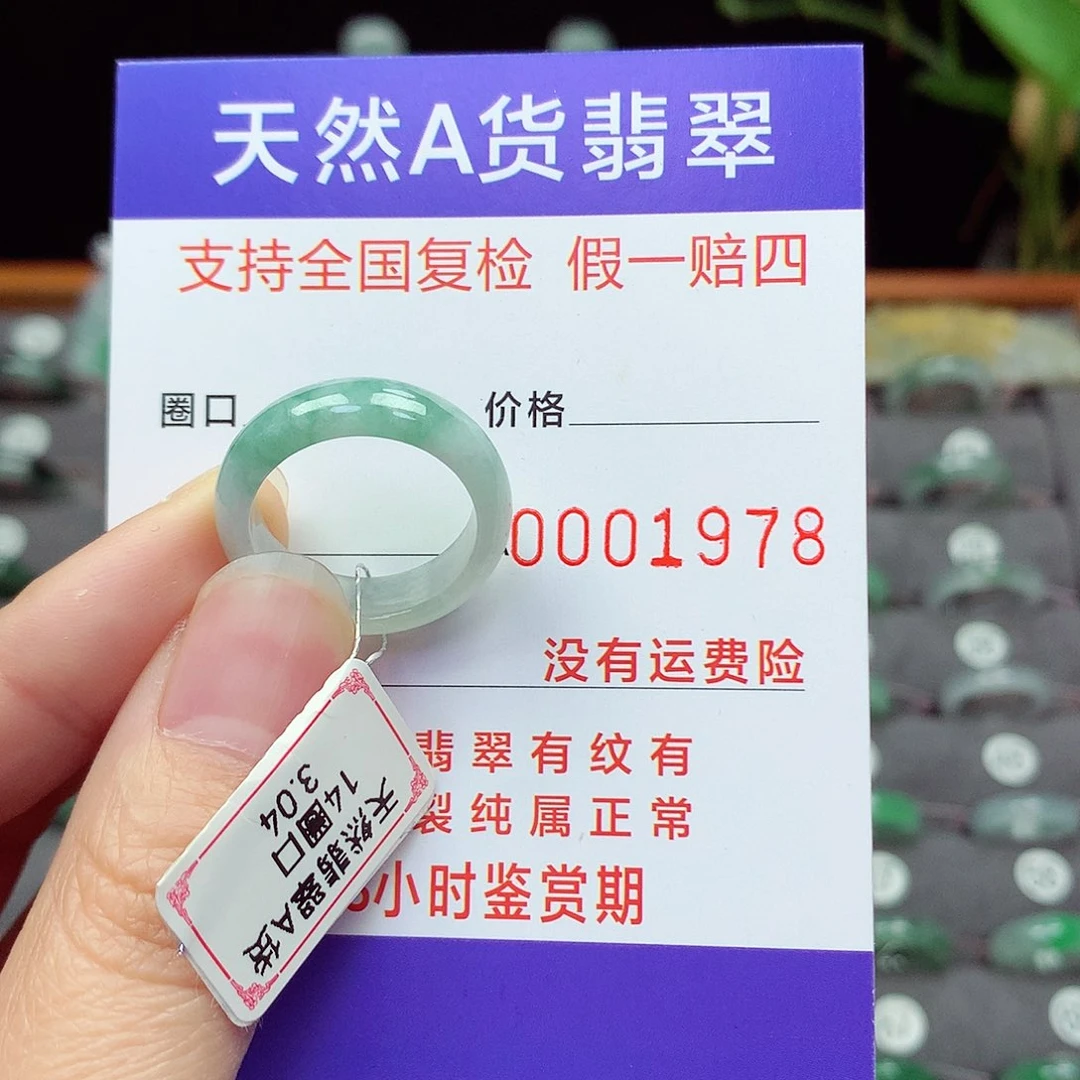 天然A货翡翠
支持全国复检 假一赔四
圈口
价格
0001978
没有运费险
翡翠有纹有
裂纯属正常
小时鉴赏期
天然翡翠A货
14圈口
3.04